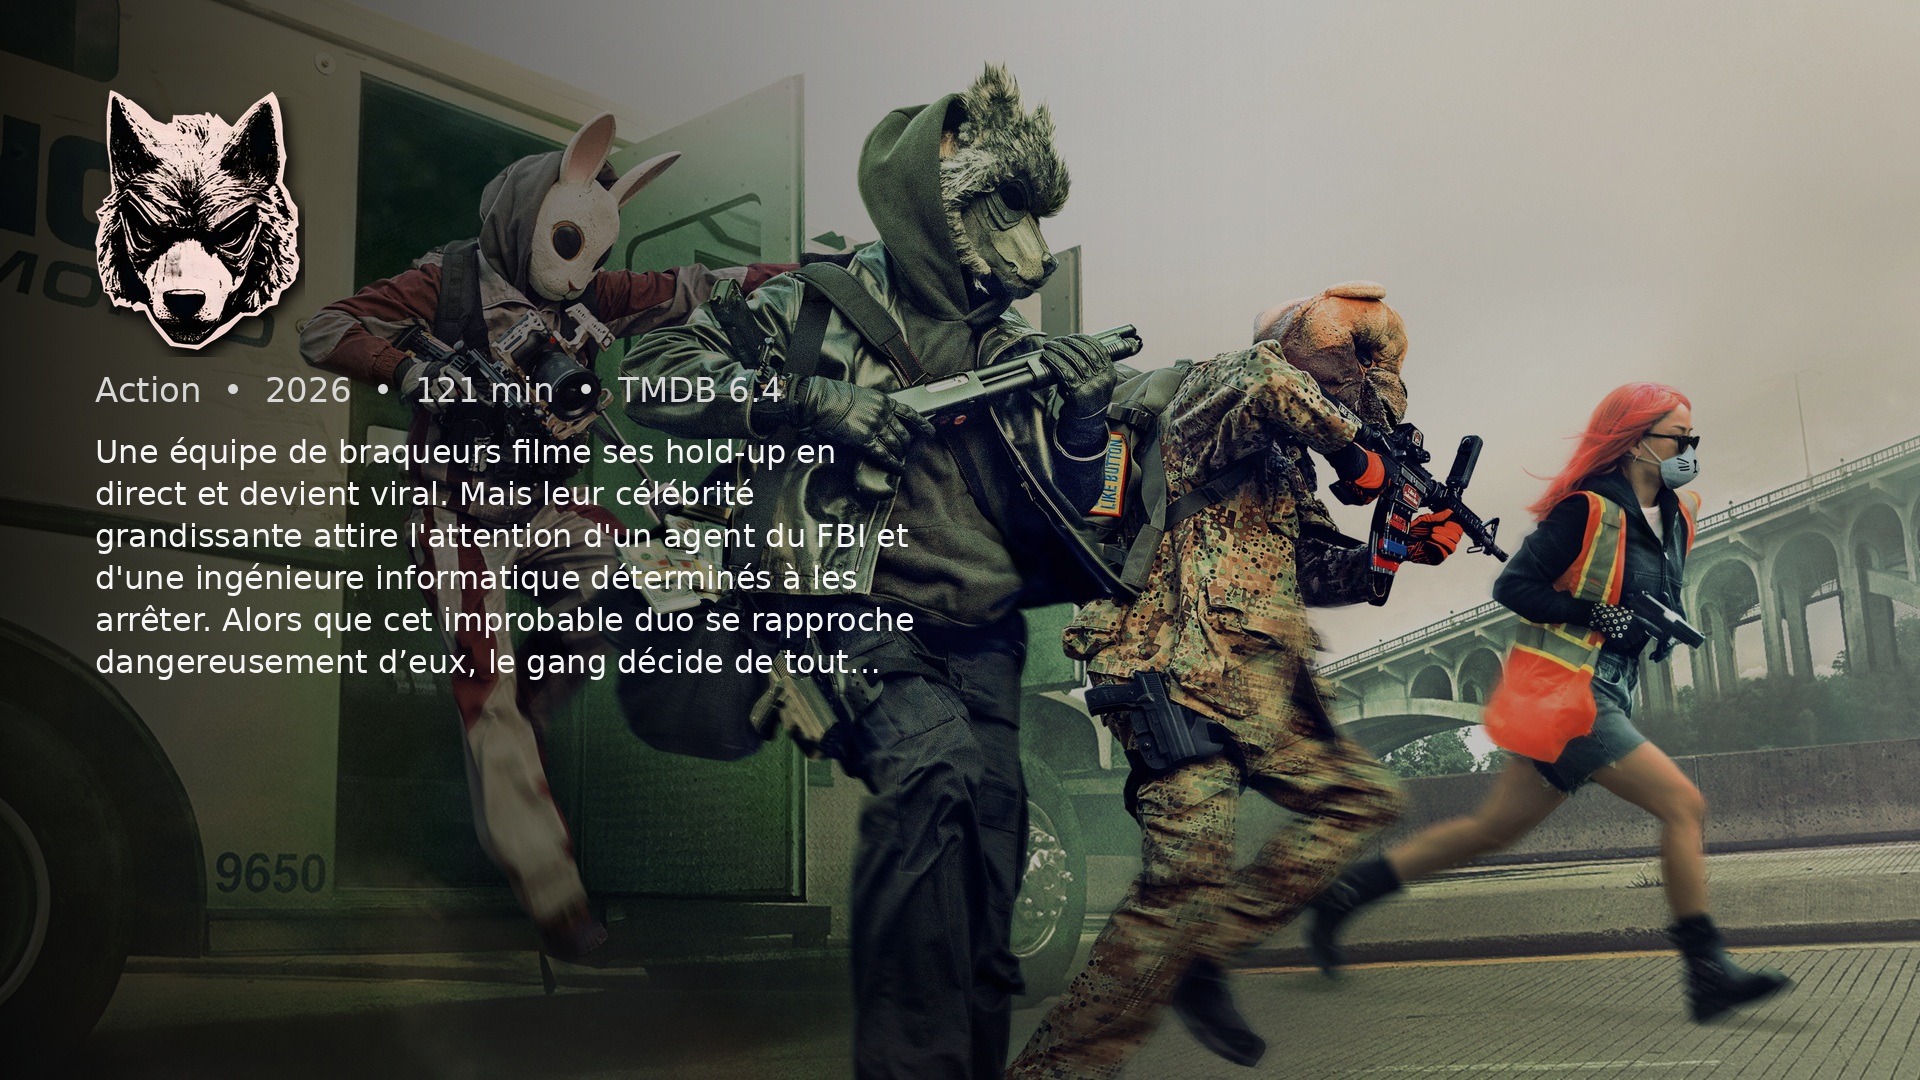 Action • 2026 • 121 min • TMDB 6.4
Une équipe de braqueurs filme ses hold-up en
direct et devient viral. Mais leur célébrité
grandissante attire l'attention d'un agent du FBI et
d'une ingénieure informatique déterminés à les
arrêter. Alors que cet improbable duo se rapproche
dangereusement d’eux, le gang décide de tout...
LIKE BUTTON
9650